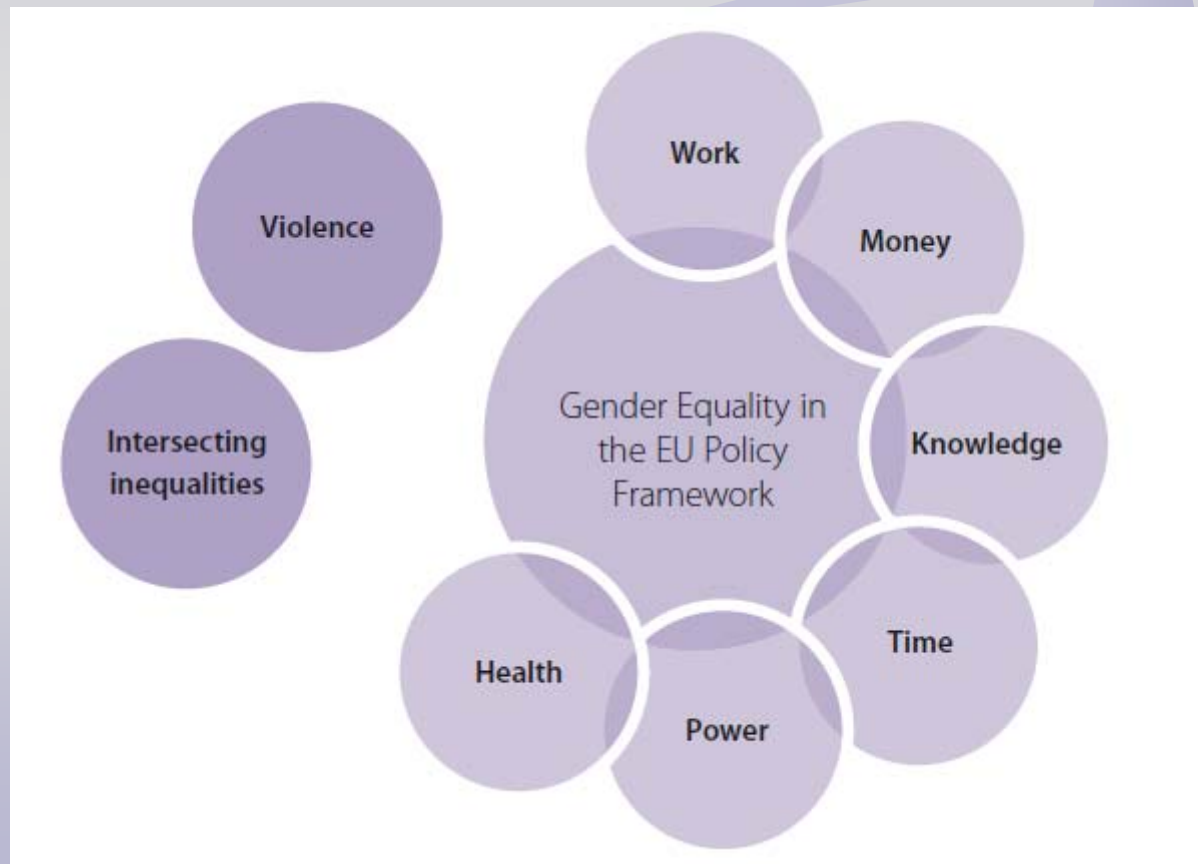 Work
Violence
Money
Gender Equality in
the EU Policy
Framework
Knowledge
Intersecting
inequalities
Time
Health
Power